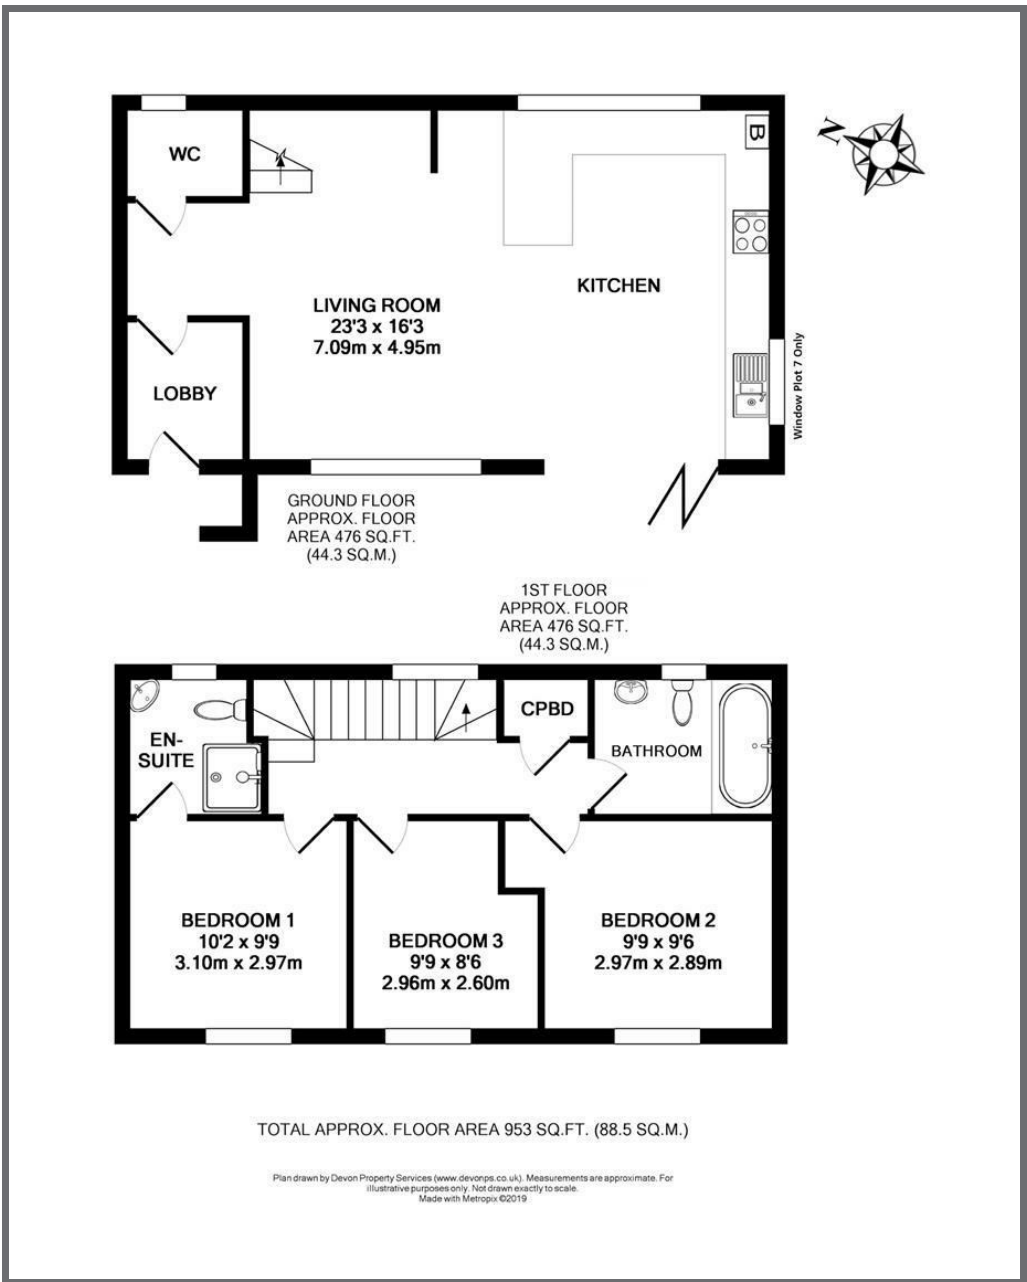 WC
B
N
KITCHEN
LIVING ROOM
23'3 x 16'3
7.09m x 4.95m
Window Plot 7 Only
LOBBY
GROUND FLOOR
APPROX. FLOOR
AREA 476 SQ.FT.
(44.3 SQ.M.)
1ST FLOOR
APPROX. FLOOR
AREA 476 SQ.FT.
(44.3 SQ.M.)
CPBD
EN-
SUITE
BATHROOM
BEDROOM 1
10'2 x 9'9
3.10m x 2.97m
BEDROOM 3
9'9 x 8'6
2.96m x 2.60m
BEDROOM 2
9'9 x 9'6
2.97m x 2.89m
TOTAL APPROX. FLOOR AREA 953 SQ.FT. (88.5 SQ.M.)
Plan drawn by Devon Property Services (www.devonps.co.uk). Measurements are approximate. For
illustrative purposes only. Not drawn exactly to scale.
Made with Metropix ©2019